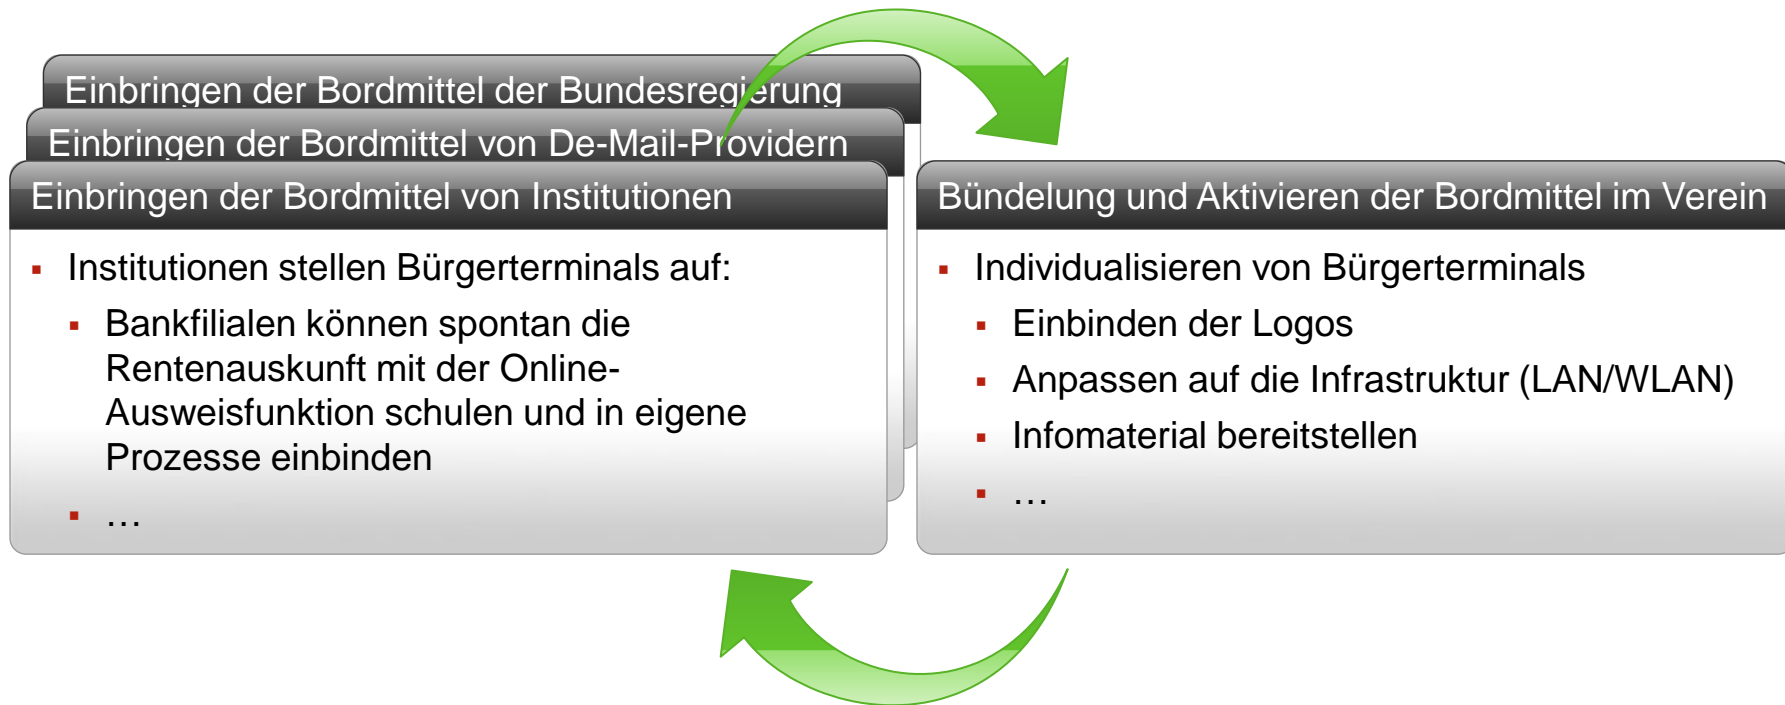 Einbringen der Bordmittel der Bundesregierung
Einbringen der Bordmittel von De-Mail-Providern
Einbringen der Bordmittel von Institutionen
▪ Institutionen stellen Bürgerterminals auf:
▪ Bankfilialen können spontan die
Rentenauskunft mit der Online-
Ausweisfunktion schulen und in eigene
Prozesse einbinden
▪ …
Bündelung und Aktivieren der Bordmittel im Verein
▪ Individualisieren von Bürgerterminals
▪ Einbinden der Logos
▪ Anpassen auf die Infrastruktur (LAN/WLAN)
▪ Infomaterial bereitstellen
▪ …